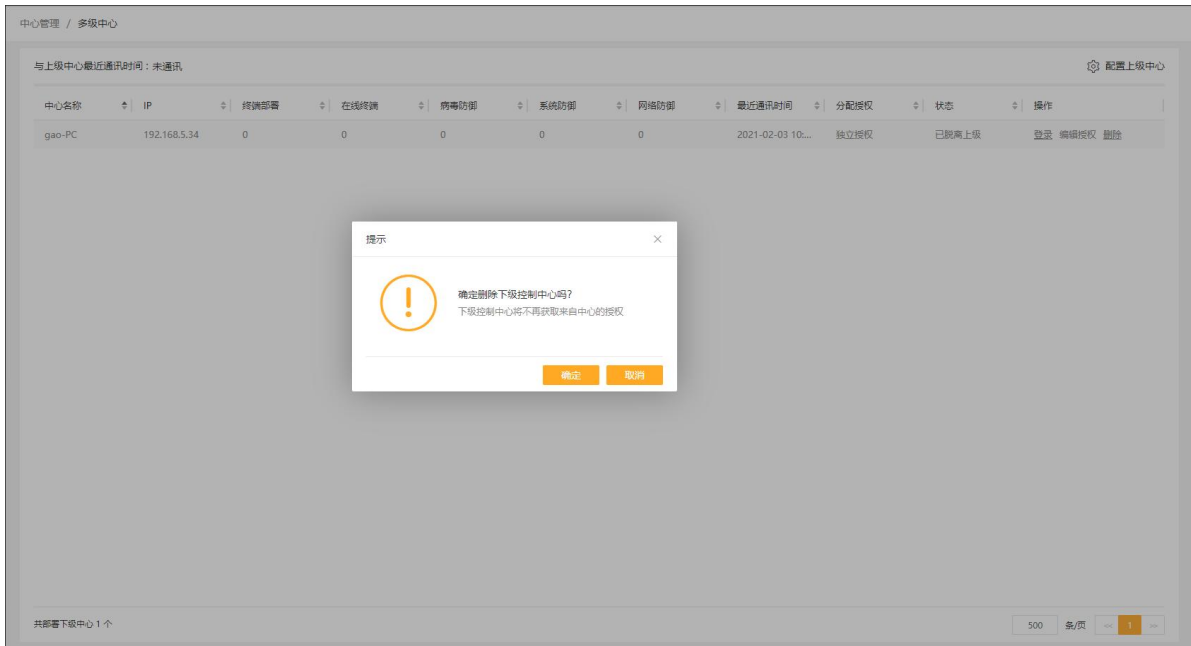 中心管理 / 多级中心
与上级中心最近通讯时间：未通讯
配置上级中心
中心名称 IP 终端部署 在线终端 病毒防御 系统防御 网络防御 最近通讯时间 分配授权 状态 操作
gao-PC 192.168.5.34 0 0 0 0 0 2021-02-03 10:... 独立授权 已脱离上级 登录 编辑授权 删除
提示
确定删除下级控制中心吗？
下级控制中心将不再获取来自中心的授权
确定 取消
共部署下级中心 1 个
500 条/页 << 1 >>